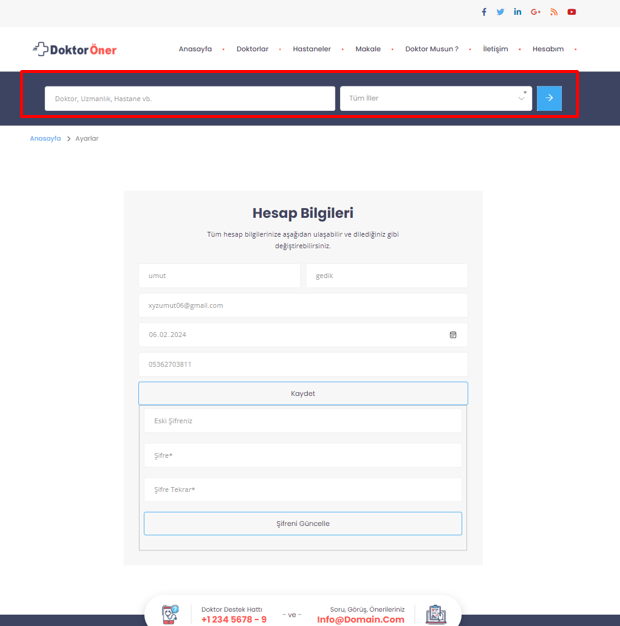 Doktor Öner
Anasayfa
Doktorlar
Hastaneler
Makale
Doktor Musun ?
İletişim
Hesabım
Doktor, Uzmanlık, Hastane vb.
Tüm İller
Anasayfa > Ayarlar
Hesap Bilgileri
Tüm hesap bilgilerinize aşağıdan ulaşabilir ve dilediğiniz gibi
değiştirebilirsiniz.
umut
gedik
xyzumut06@gmail.com
06.02.2024
05362703811
Kaydet
Eski Şifreniz
Şifre*
Şifre Tekrar*
Şifreni Güncelle
Doktor Destek Hattı
+1 234 5678 - 9
- ve -
Soru, Görüş, Önerileriniz
Info@Domain.Com